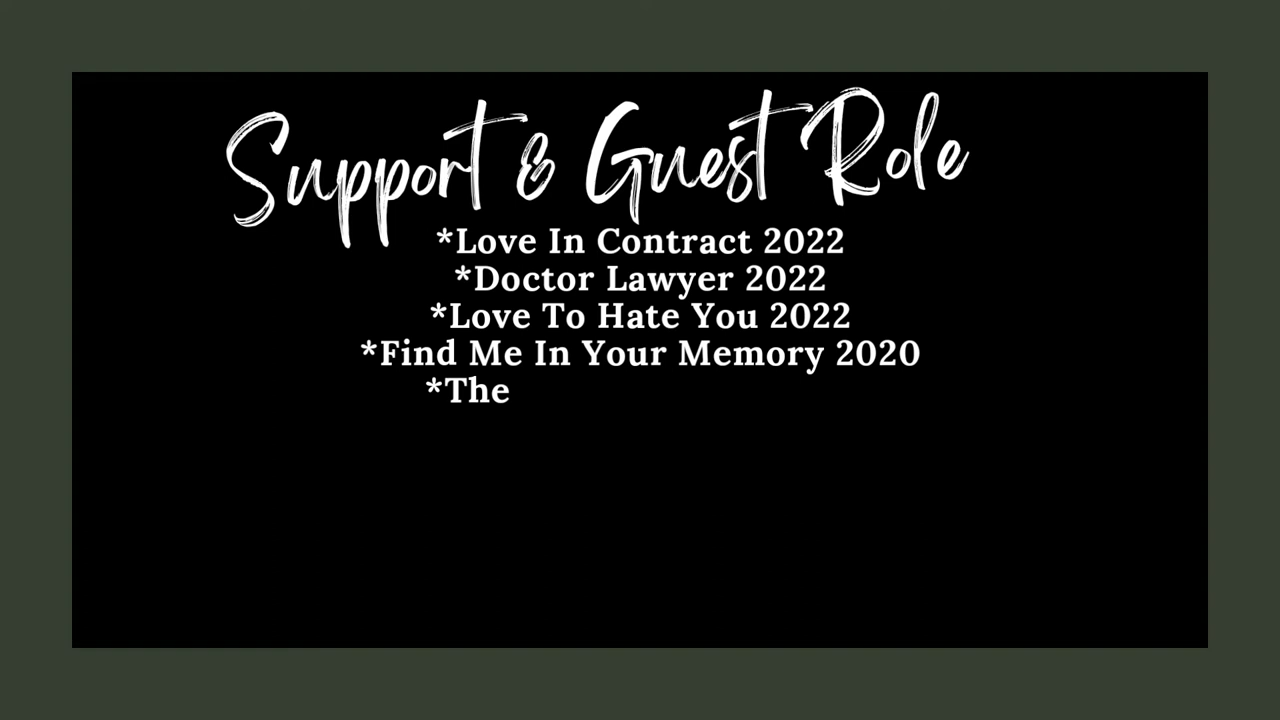 Support & Guest Role
*Love In Contract 2022
*Doctor Lawyer 2022
*Love To Hate You 2022
*Find Me In Your Memory 2020
*The